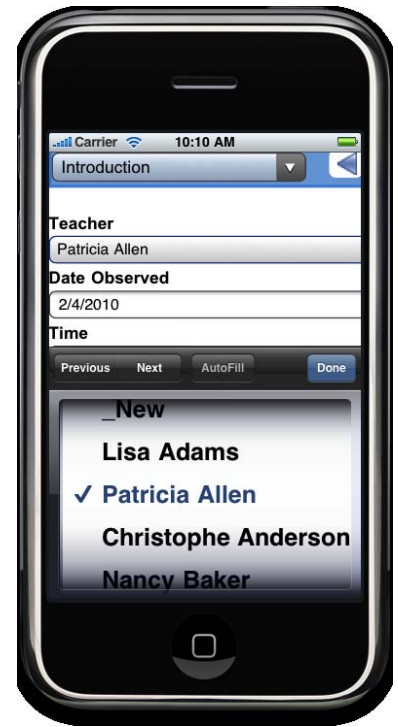 Carrier 10:10 AM
Introduction
Teacher
Patricia Allen
Date Observed
2/4/2010
Time
Previous Next AutoFill Done
_New
Lisa Adams
✓ Patricia Allen
Christophe Anderson
Nancy Baker